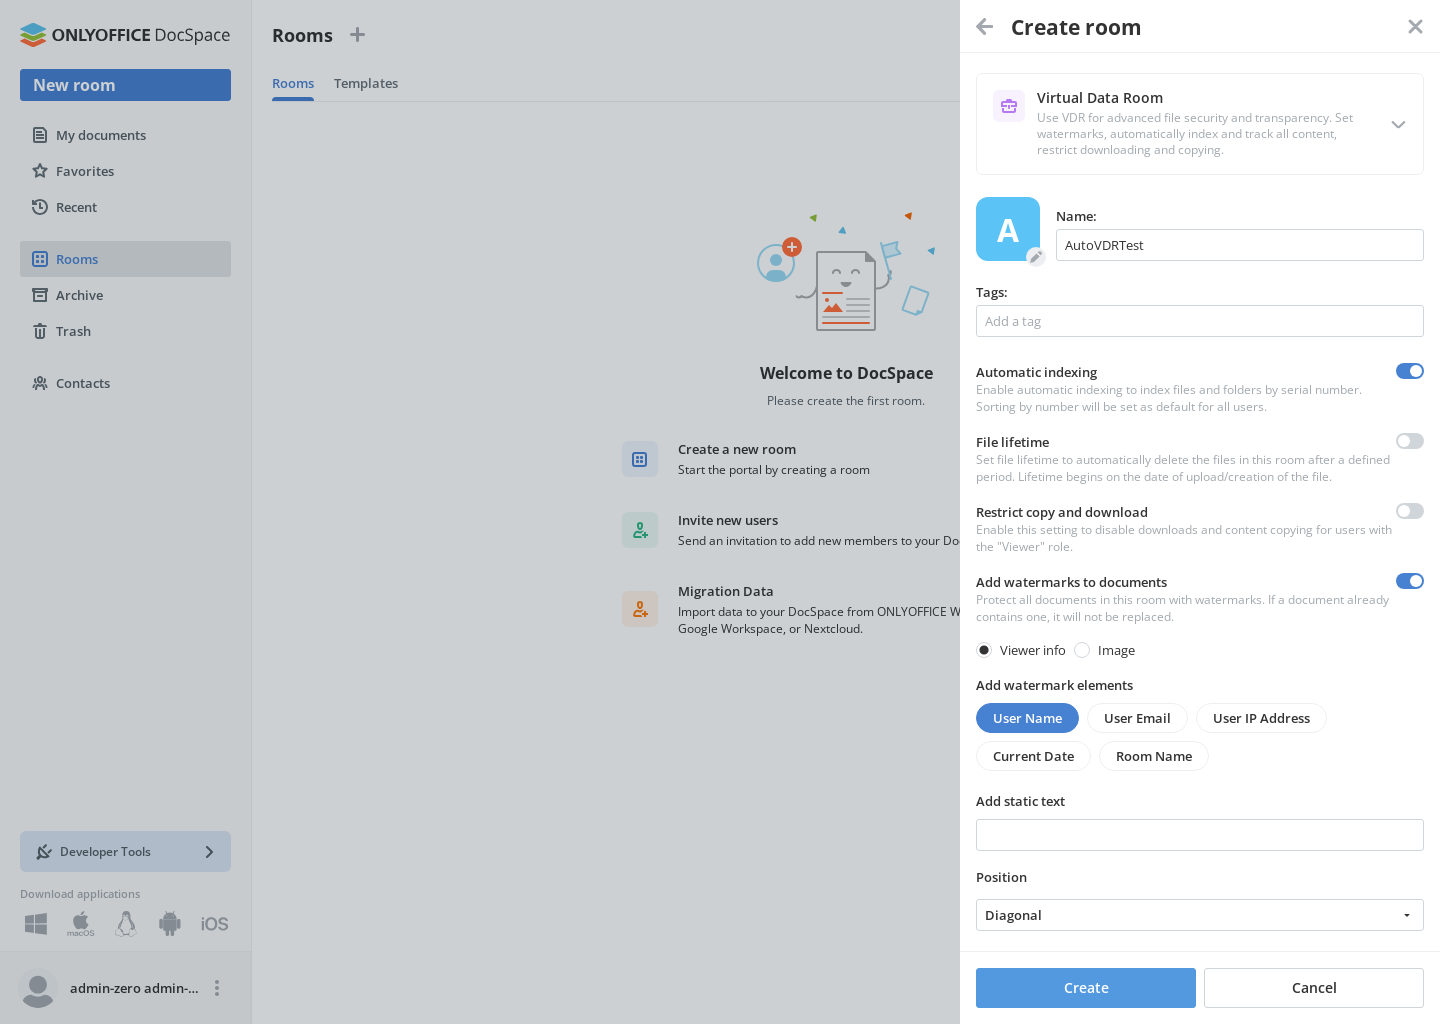 ONLYOFFICE DocSpace
New room
My documents
Favorites
Recent
Rooms
Archive
Trash
Contacts
Developer Tools
Download applications
macOS
iOS
admin-zero admin-...
Rooms
Rooms
Templates
Welcome to DocSpace
Please create the first room.
Create a new room
Start the portal by creating a room
Invite new users
Send an invitation to add new members to your
Migration Data
Import data to your DocSpace from ONLYOFFICE
Google Workspace, or Nextcloud.
Create room
Virtual Data Room
Use VDR for advanced file security and transparency. Set
watermarks, automatically index and track all content,
restrict downloading and copying.
A
Name:
AutoVDRTest
Tags:
Add a tag
Automatic indexing
Enable automatic indexing to index files and folders by serial number.
Sorting by number will be set as default for all users.
File lifetime
Set file lifetime to automatically delete the files in this room after a defined
period. Lifetime begins on the date of upload/creation of the file.
Restrict copy and download
Enable this setting to disable downloads and content copying for users with
the "Viewer" role.
Add watermarks to documents
Protect all documents in this room with watermarks. If a document already
contains one, it will not be replaced.
Viewer info
Image
Add watermark elements
User Name
User Email
User IP Address
Current Date
Room Name
Add static text
Position
Diagonal
Create
Cancel